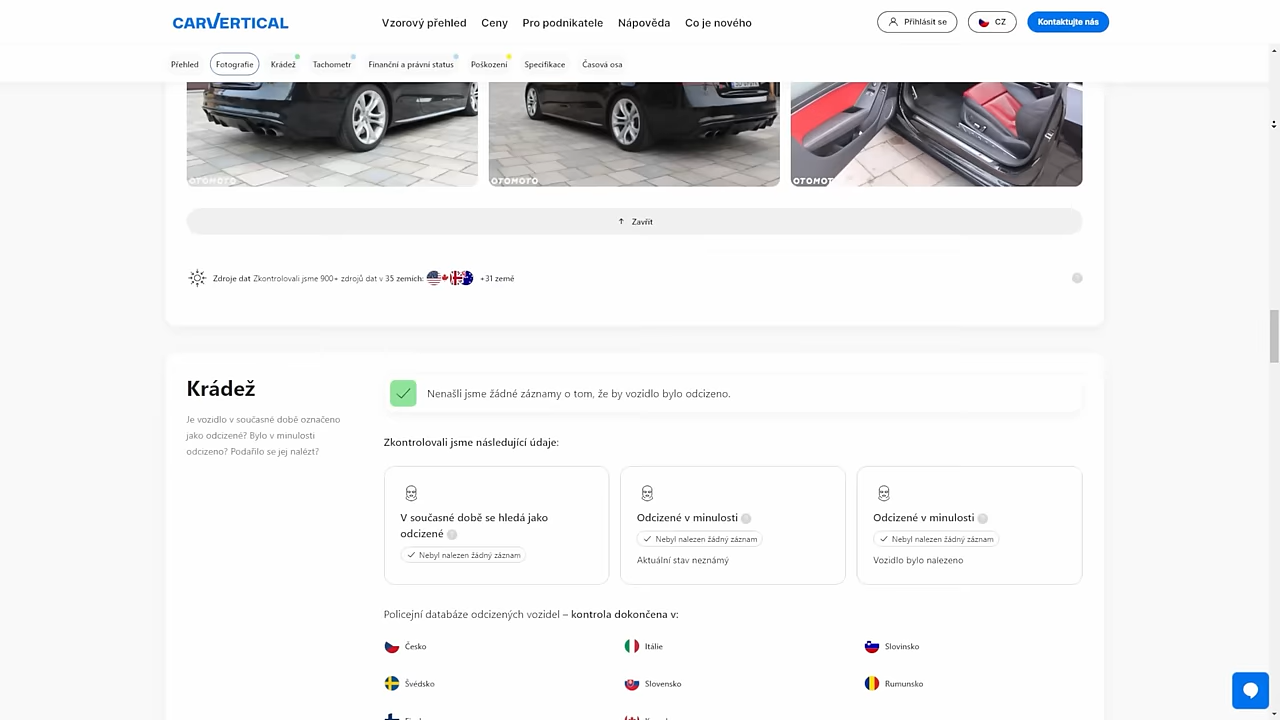 CARVERTICAL
Vzorový přehled Ceny Pro podnikatele Nápověda Co je nového
Přihlásit se CZ Kontaktujte nás
Přehled Fotografie Krádež Tachometr Finanční a právní status Poškození Specifikace Časová osa
OTOMOTO OTOMOTO OTOMOT
↑ Zavřít
Zdroje dat Zkontrolovali jsme 900+ zdrojů dat v 35 zemích: +31 země
Krádež
Je vozidlo v současné době označeno
jako odcizené? Bylo v minulosti
odcizeno? Podařilo se jej nalézt?
Nenašli jsme žádné záznamy o tom, že by vozidlo bylo odcizeno.
Zkontrolovali jsme následující údaje:
V současné době se hledá jako
odcizené
Nebyl nalezen žádný záznam
Odcizené v minulosti
Nebyl nalezen žádný záznam
Aktuální stav neznámý
Odcizené v minulosti
Nebyl nalezen žádný záznam
Vozidlo bylo nalezeno
Policejní databáze odcizených vozidel – kontrola dokončena v:
Česko Itálie Slovinsko
Švédsko Slovensko Rumunsko